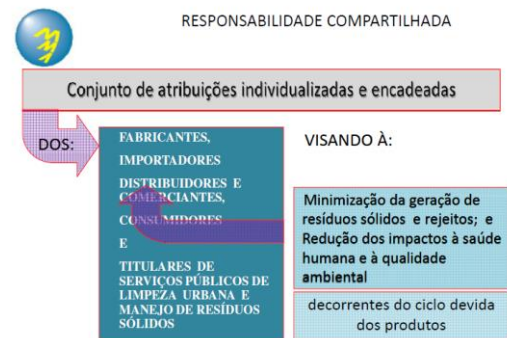 RESPONSABILIDADE COMPARTILHADA
Conjunto de atribuições individualizadas e encadeadas
DOS:
FABRICANTES,
IMPORTADORES
DISTRIBUIDORES E
COMERCIANTES,
CONSUMIDORES
E
TITULARES DE
SERVIÇOS PÚBLICOS DE
LIMPEZA URBANA E
MANEJO DE RESÍDUOS
SÓLIDOS
VISANDO À:
Minimização da geração de
resíduos sólidos e rejeitos; e
Redução dos impactos à saúde
humana e à qualidade
ambiental
decorrentes do ciclo devida
dos produtos